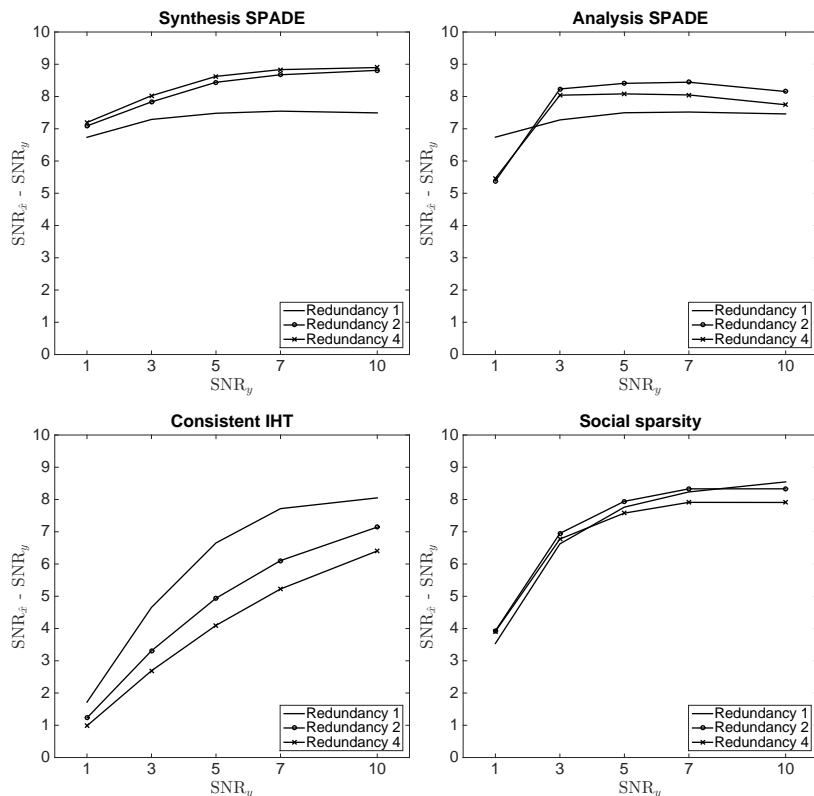 Synthesis SPADE
10
9
8
7
6
5
4
3
2
1
0
SNR_x̂ - SNR_y
Redundancy 1
Redundancy 2
Redundancy 4
1 3 5 7 10
SNR_y
Analysis SPADE
10
9
8
7
6
5
4
3
2
1
0
SNR_x̂ - SNR_y
Redundancy 1
Redundancy 2
Redundancy 4
1 3 5 7 10
SNR_y
Consistent IHT
10
9
8
7
6
5
4
3
2
1
0
SNR_x̂ - SNR_y
Redundancy 1
Redundancy 2
Redundancy 4
1 3 5 7 10
SNR_y
Social sparsity
10
9
8
7
6
5
4
3
2
1
0
SNR_x̂ - SNR_y
Redundancy 1
Redundancy 2
Redundancy 4
1 3 5 7 10
SNR_y